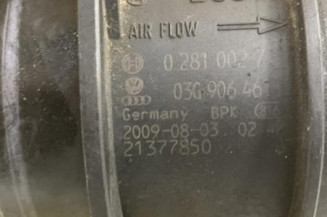 AIR FLOW
0 281 002
03G 906 461
Germany BPK
2009-08-03 02
21377850